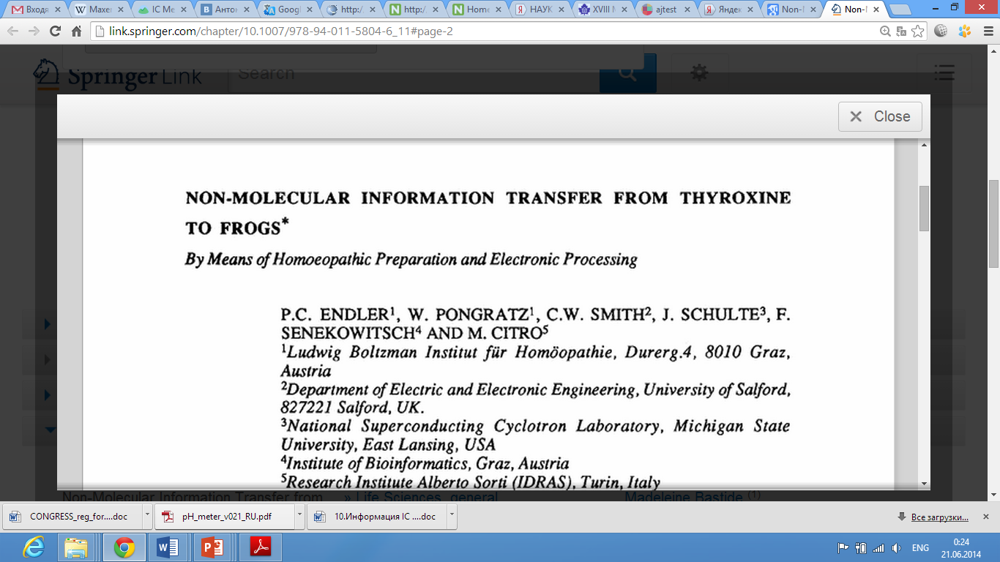 Входя
W Maxen
IC Me
B Антон
Googl
http:/
N http:/
N Home
Я НАУК
XVIII M
ajtest
Я Яндек
Non-
Non-
link.springer.com/chapter/10.1007/978-94-011-5804-6_11#page-2
Springer Link Search
× Close
NON-MOLECULAR INFORMATION TRANSFER FROM THYROXINE
TO FROGS*
By Means of Homoeopathic Preparation and Electronic Processing
P.C. ENDLER1, W. PONGRATZ1, C.W. SMITH2, J. SCHULTE3, F.
SENEKOWITSCH4 AND M. CITRO5
1Ludwig Boltzman Institut für Homöopathie, Durerg.4, 8010 Graz,
Austria
2Department of Electric and Electronic Engineering, University of Salford,
827221 Salford, UK.
3National Superconducting Cyclotron Laboratory, Michigan State
University, East Lansing, USA
4Institute of Bioinformatics, Graz, Austria
5Research Institute Alberto Sorti (IDRAS), Turin, Italy
Non-Molecular Information Transfer from » Life Sciences, general Madeleine Bastide (1)
CONGRESS_reg_for....doc pH_meter_v021_RU.pdf 10.Информация IC ....doc Все загрузки...
ENG 0:24
21.06.2014